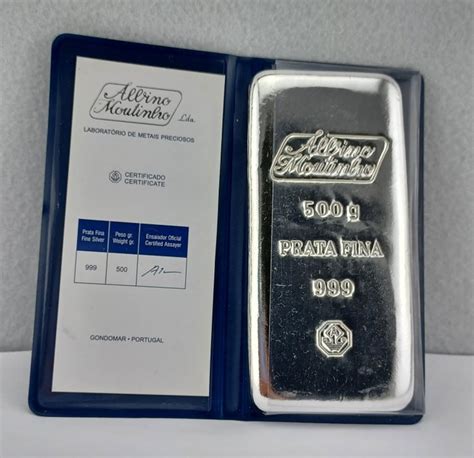 Albino
Moutinho Lda.
LABORATÓRIO DE METAIS PRECIOSOS
CERTIFICADO
CERTIFICATE
Prata Fina
Fine Silver
Peso gr.
Weight gr.
Ensaiador Oficial
Certified Assayer
999
500
GONDOMAR • PORTUGAL
Albino
Moutinho
500g
PRATA FINA
999